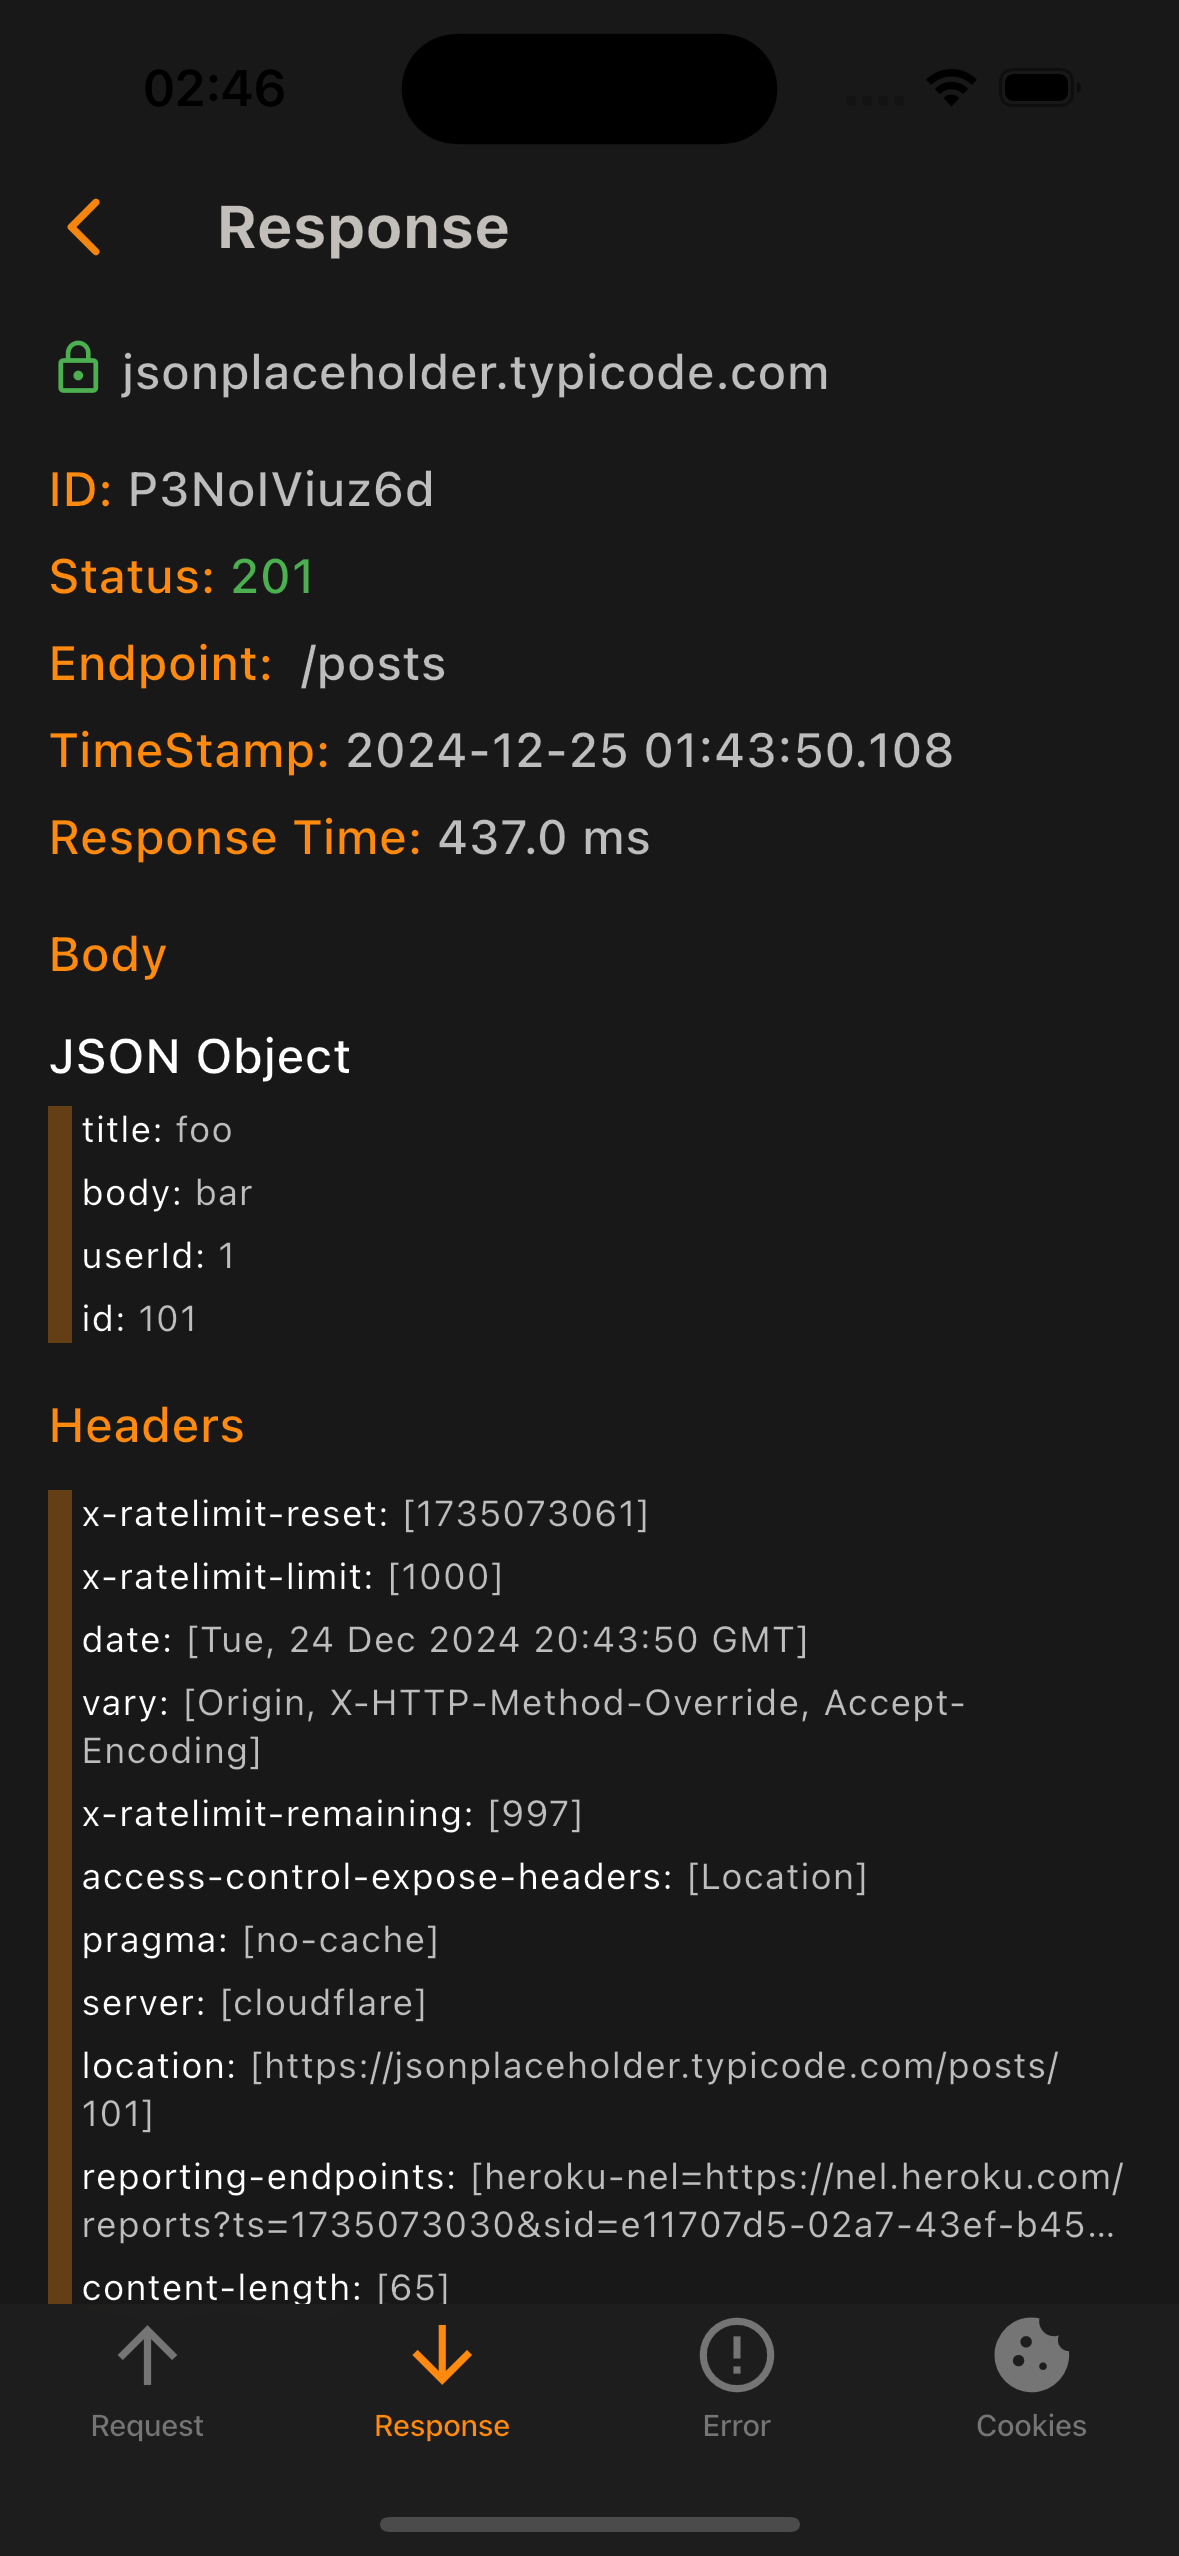 02:46
Response
jsonplaceholder.typicode.com
ID: P3NoIViuz6d
Status: 201
Endpoint: /posts
TimeStamp: 2024-12-25 01:43:50.108
Response Time: 437.0 ms
Body
JSON Object
title: foo
body: bar
userId: 1
id: 101
Headers
x-ratelimit-reset: [1735073061]
x-ratelimit-limit: [1000]
date: [Tue, 24 Dec 2024 20:43:50 GMT]
vary: [Origin, X-HTTP-Method-Override, Accept-
Encoding]
x-ratelimit-remaining: [997]
access-control-expose-headers: [Location]
pragma: [no-cache]
server: [cloudflare]
location: [https://jsonplaceholder.typicode.com/posts/
101]
reporting-endpoints: [heroku-nel=https://nel.heroku.com/
reports?ts=1735073030&sid=e11707d5-02a7-43ef-b45...
content-length: [65]
Request
Response
Error
Cookies